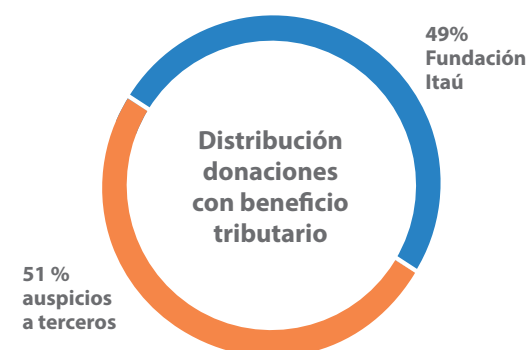 49%
Fundación
Itaú
Distribución
donaciones
con beneficio
tributario
51 %
auspicios
a terceros